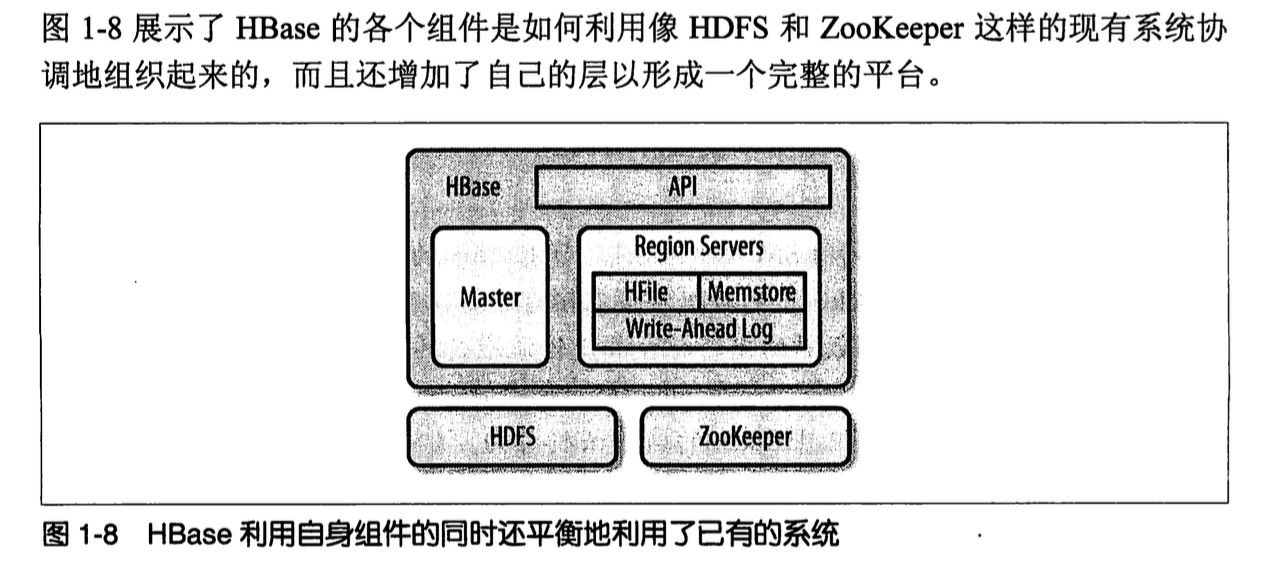 图 1-8 展示了 HBase 的各个组件是如何利用像 HDFS 和 ZooKeeper 这样的现有系统协
调地组织起来的，而且还增加了自己的层以形成一个完整的平台。
HBase
API
Region Servers
Master
HFile
Memstore
Write-Ahead Log
HDFS
ZooKeeper
图 1-8 HBase 利用自身组件的同时还平衡地利用了已有的系统